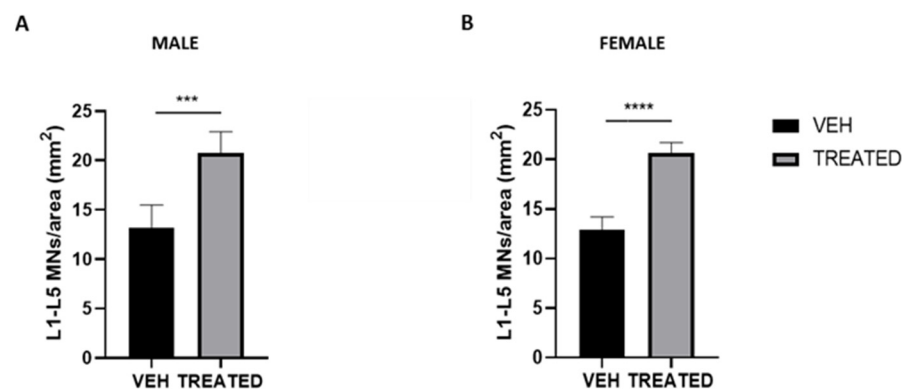 A
MALE
***
25
20
15
10
5
0
L1-L5 MNs/area (mm²)
VEH TREATED
B
FEMALE
****
25
20
15
10
5
0
L1-L5 MNs/area (mm²)
VEH TREATED
VEH
TREATED